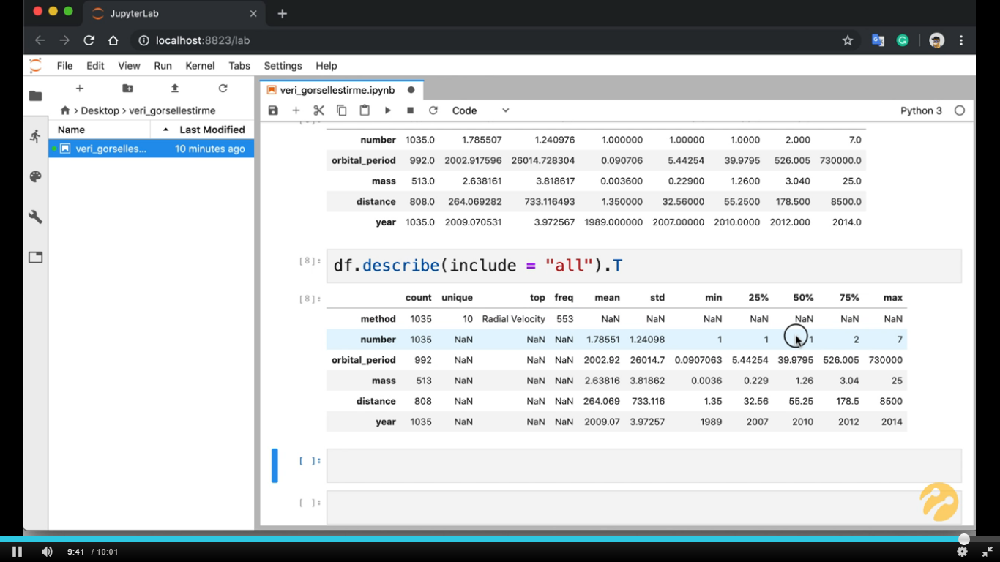 JupyterLab
localhost:8823/lab
File Edit View Run Kernel Tabs Settings Help
veri_gorsellestirme.ipynb
> Desktop > veri_gorsellestirme
Code
Python 3
Name Last Modified
veri_gorselles... 10 minutes ago
number 1035.0 1.785507 1.240976 1.000000 1.00000 1.0000 2.000 7.0
orbital_period 992.0 2002.917596 26014.728304 0.090706 5.44254 39.9795 526.005 730000.0
mass 513.0 2.638161 3.818617 0.003600 0.22900 1.2600 3.040 25.0
distance 808.0 264.069282 733.116493 1.350000 32.56000 55.2500 178.500 8500.0
year 1035.0 2009.070531 3.972567 1989.000000 2007.00000 2010.0000 2012.000 2014.0
[8]: df.describe(include = "all").T
[8]:
count unique top freq mean std min 25% 50% 75% max
method 1035 10 Radial Velocity 553 NaN NaN NaN NaN NaN NaN NaN
number 1035 NaN NaN NaN 1.78551 1.24098 1 1 1 2 7
orbital_period 992 NaN NaN NaN 2002.92 26014.7 0.0907063 5.44254 39.9795 526.005 730000
mass 513 NaN NaN NaN 2.63816 3.81862 0.0036 0.229 1.26 3.04 25
distance 808 NaN NaN NaN 264.069 733.116 1.35 32.56 55.25 178.5 8500
year 1035 NaN NaN NaN 2009.07 3.97257 1989 2007 2010 2012 2014
[ ]:
[ ]:
9:41 / 10:01